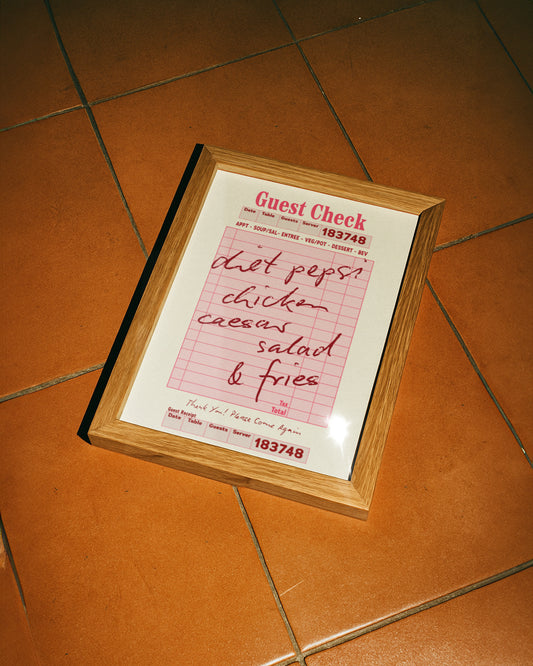 Guest Check
Date Table Guests Server 183748
APPT - SOUP/SAL - ENTREE - VEG/POT - DESSERT - BEV
diet pepsi
chicken
caesar
salad
& fries
Tax
Total
Thank You! Please Come Again
Guest Receipt
Date Table Guests Server 183748